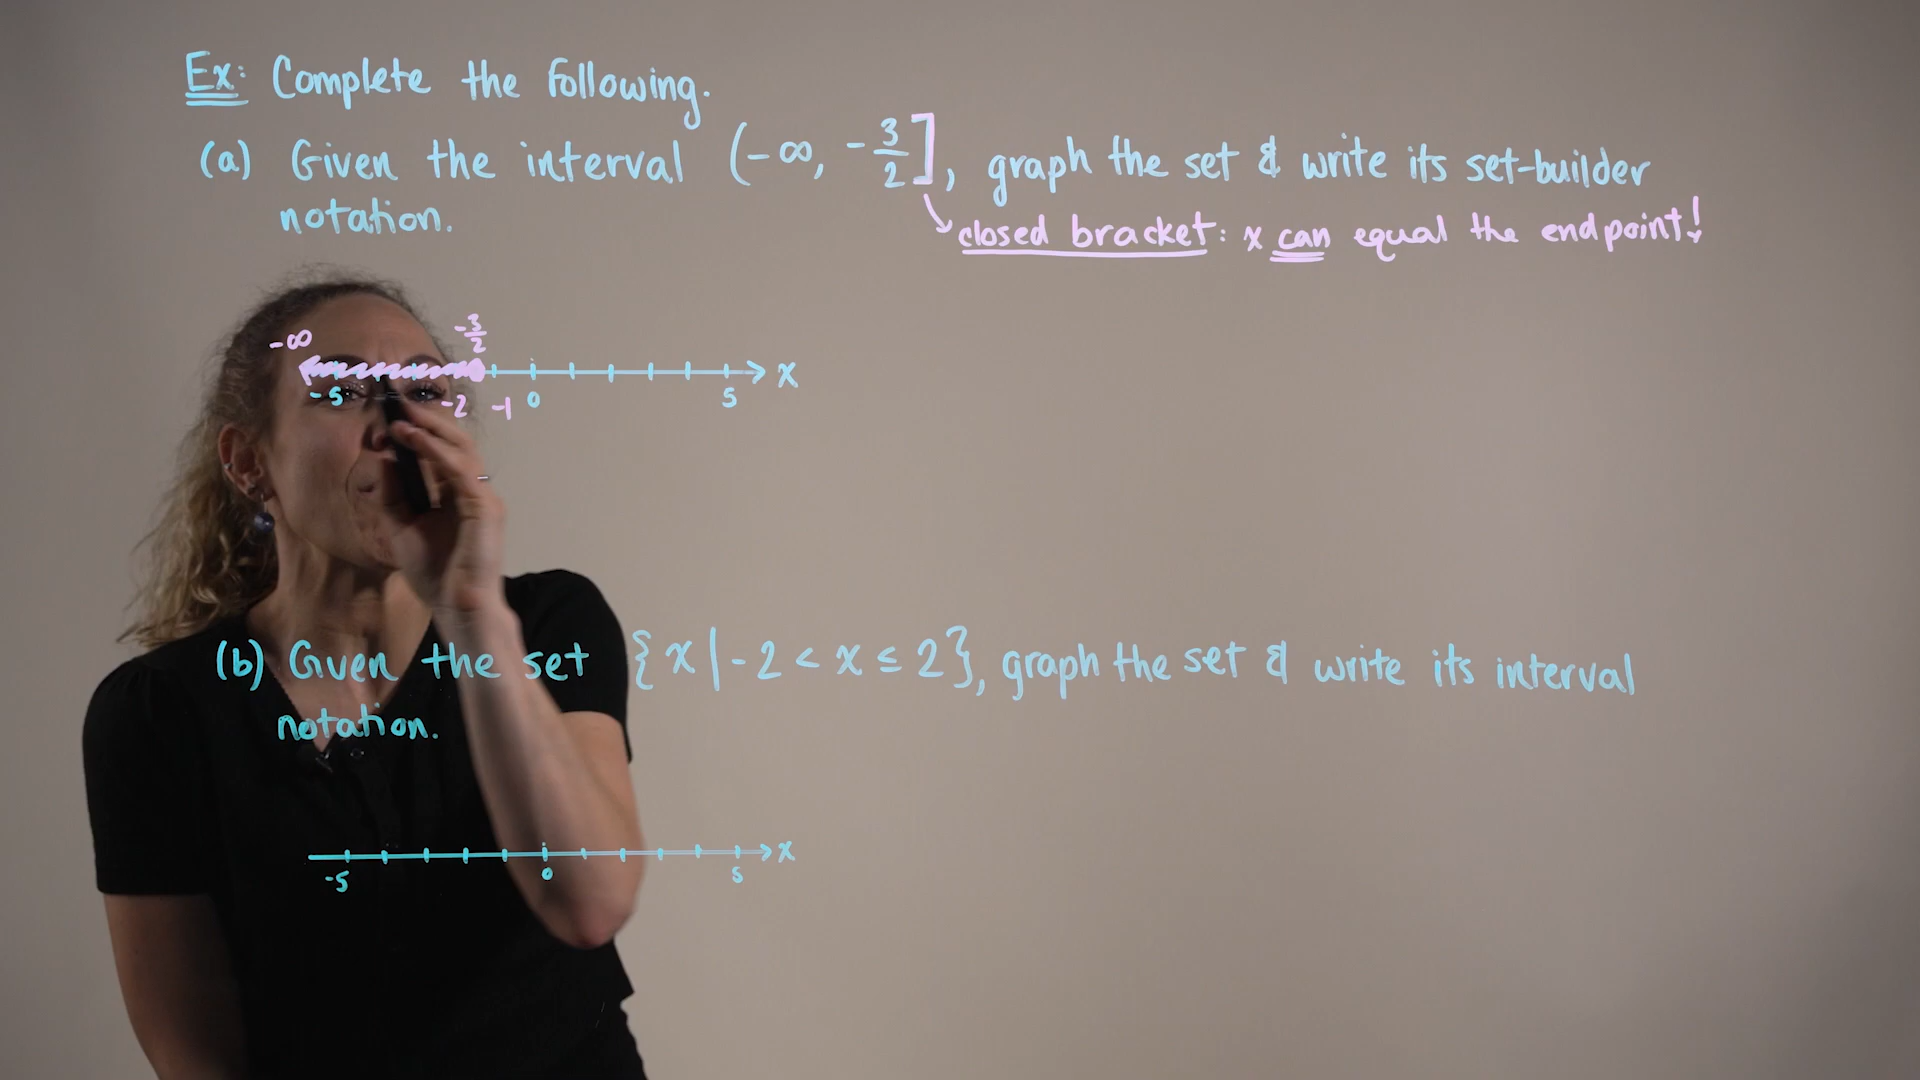 Ex: Complete the following.
(a) Given the interval (-∞, -3/2], graph the set & write its set-builder
notation.
closed bracket: x can equal the endpoint!
-∞ -3/2
x
-5 -2 -1 0 5
(b) Given the set {x | -2 < x ≤ 2}, graph the set & write its interval
notation.
x
-5 0 5